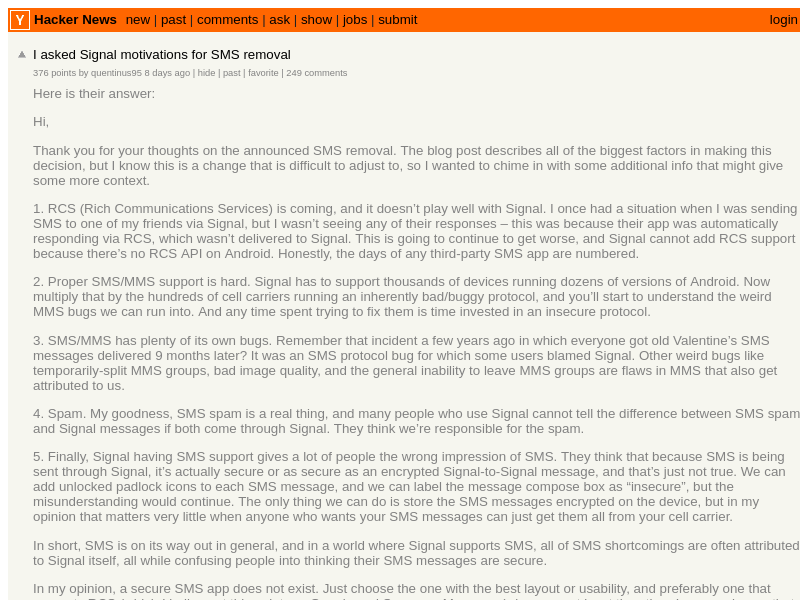 Y Hacker News new | past | comments | ask | show | jobs | submit login
I asked Signal motivations for SMS removal
376 points by quentinus95 8 days ago | hide | past | favorite | 249 comments
Here is their answer:
Hi,
Thank you for your thoughts on the announced SMS removal. The blog post describes all of the biggest factors in making this
decision, but I know this is a change that is difficult to adjust to, so I wanted to chime in with some additional info that might give
some more context.
1. RCS (Rich Communications Services) is coming, and it doesn’t play well with Signal. I once had a situation when I was sending
SMS to one of my friends via Signal, but I wasn’t seeing any of their responses – this was because their app was automatically
responding via RCS, which wasn’t delivered to Signal. This is going to continue to get worse, and Signal cannot add RCS support
because there’s no RCS API on Android. Honestly, the days of any third-party SMS app are numbered.
2. Proper SMS/MMS support is hard. Signal has to support thousands of devices running dozens of versions of Android. Now
multiply that by the hundreds of cell carriers running an inherently bad/buggy protocol, and you’ll start to understand the weird
MMS bugs we can run into. And any time spent trying to fix them is time invested in an insecure protocol.
3. SMS/MMS has plenty of its own bugs. Remember that incident a few years ago in which everyone got old Valentine’s SMS
messages delivered 9 months later? It was an SMS protocol bug for which some users blamed Signal. Other weird bugs like
temporarily-split MMS groups, bad image quality, and the general inability to leave MMS groups are flaws in MMS that also get
attributed to us.
4. Spam. My goodness, SMS spam is a real thing, and many people who use Signal cannot tell the difference between SMS spam
and Signal messages if both come through Signal. They think we’re responsible for the spam.
5. Finally, Signal having SMS support gives a lot of people the wrong impression of SMS. They think that because SMS is being
sent through Signal, it’s actually secure or as secure as an encrypted Signal-to-Signal message, and that’s just not true. We can
add unlocked padlock icons to each SMS message, and we can label the message compose box as “insecure”, but the
misunderstanding would continue. The only thing we can do is store the SMS messages encrypted on the device, but in my
opinion that matters very little when anyone who wants your SMS messages can just get them all from your cell carrier.
In short, SMS is on its way out in general, and in a world where Signal supports SMS, all of SMS shortcomings are often attributed
to Signal itself, all while confusing people into thinking their SMS messages are secure.
In my opinion, a secure SMS app does not exist. Just choose the one with the best layout or usability, and preferably one that